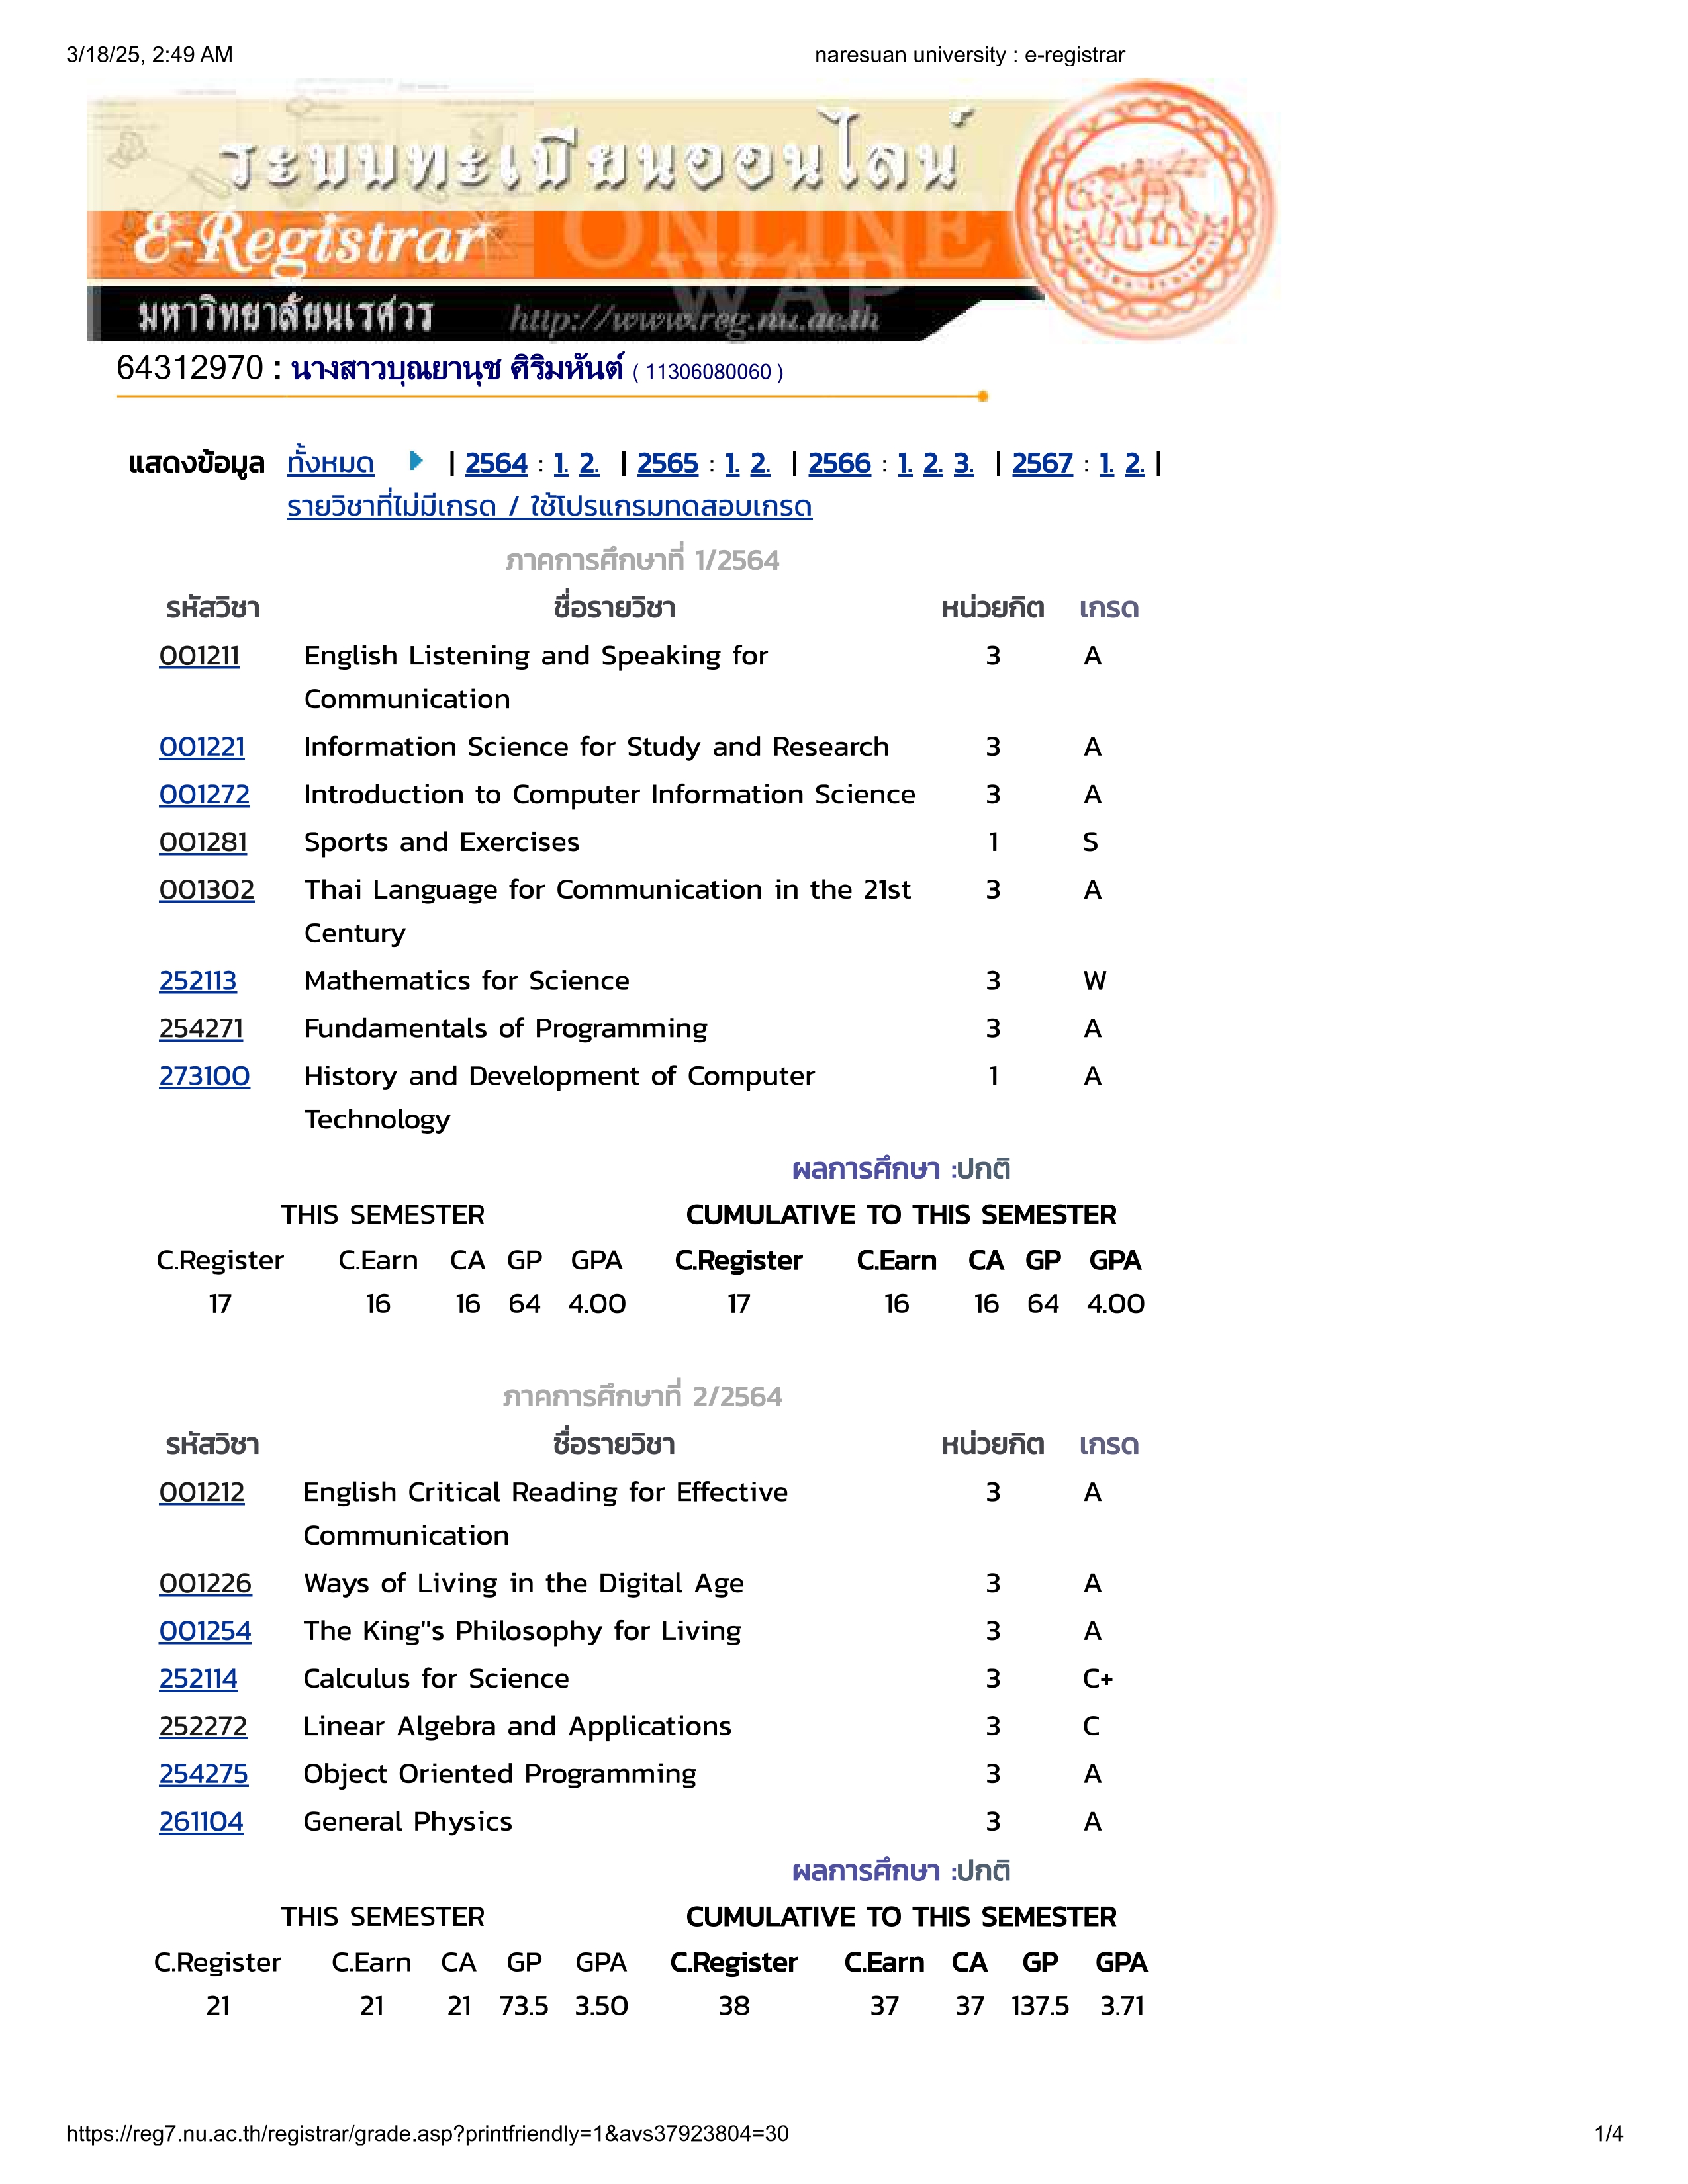 3/18/25, 2:49 AM naresuan university : e-registrar
ระบบทะเบียนออนไลน์
E-Registrar ONLINE
WAP
มหาวิทยาลัยนเรศวร http://www.reg.nu.ac.th
64312970 : นางสาวบุณยานุช ศิริมหันต์ ( 11306080060 )
แสดงข้อมูล ทั้งหมด | 2564 : 1. 2. | 2565 : 1. 2. | 2566 : 1. 2. 3. | 2567 : 1. 2. |
รายวิชาที่ไม่มีเกรด / ใช้โปรแกรมทดสอบเกรด
ภาคการศึกษาที่ 1/2564
รหัสวิชา ชื่อรายวิชา หน่วยกิต เกรด
001211 English Listening and Speaking for 3 A
Communication
001221 Information Science for Study and Research 3 A
001272 Introduction to Computer Information Science 3 A
001281 Sports and Exercises 1 S
001302 Thai Language for Communication in the 21st 3 A
Century
252113 Mathematics for Science 3 W
254271 Fundamentals of Programming 3 A
273100 History and Development of Computer 1 A
Technology
ผลการศึกษา :ปกติ
THIS SEMESTER CUMULATIVE TO THIS SEMESTER
C.Register C.Earn CA GP GPA C.Register C.Earn CA GP GPA
17 16 16 64 4.00 17 16 16 64 4.00
ภาคการศึกษาที่ 2/2564
รหัสวิชา ชื่อรายวิชา หน่วยกิต เกรด
001212 English Critical Reading for Effective 3 A
Communication
001226 Ways of Living in the Digital Age 3 A
001254 The King"s Philosophy for Living 3 A
252114 Calculus for Science 3 C+
252272 Linear Algebra and Applications 3 C
254275 Object Oriented Programming 3 A
261104 General Physics 3 A
ผลการศึกษา :ปกติ
THIS SEMESTER CUMULATIVE TO THIS SEMESTER
C.Register C.Earn CA GP GPA C.Register C.Earn CA GP GPA
21 21 21 73.5 3.50 38 37 37 137.5 3.71
https://reg7.nu.ac.th/registrar/grade.asp?printfriendly=1&avs37923804=30 1/4